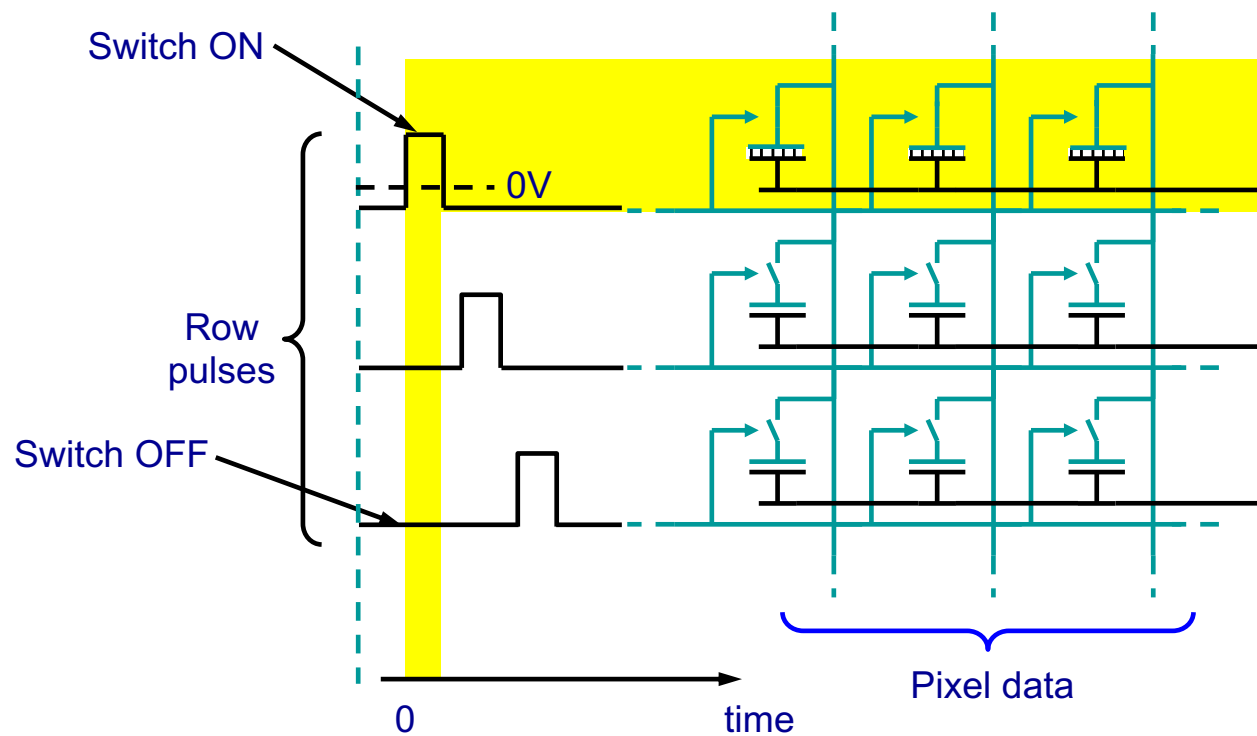 Switch ON
0V
Row
pulses
Switch OFF
Pixel data
0
time